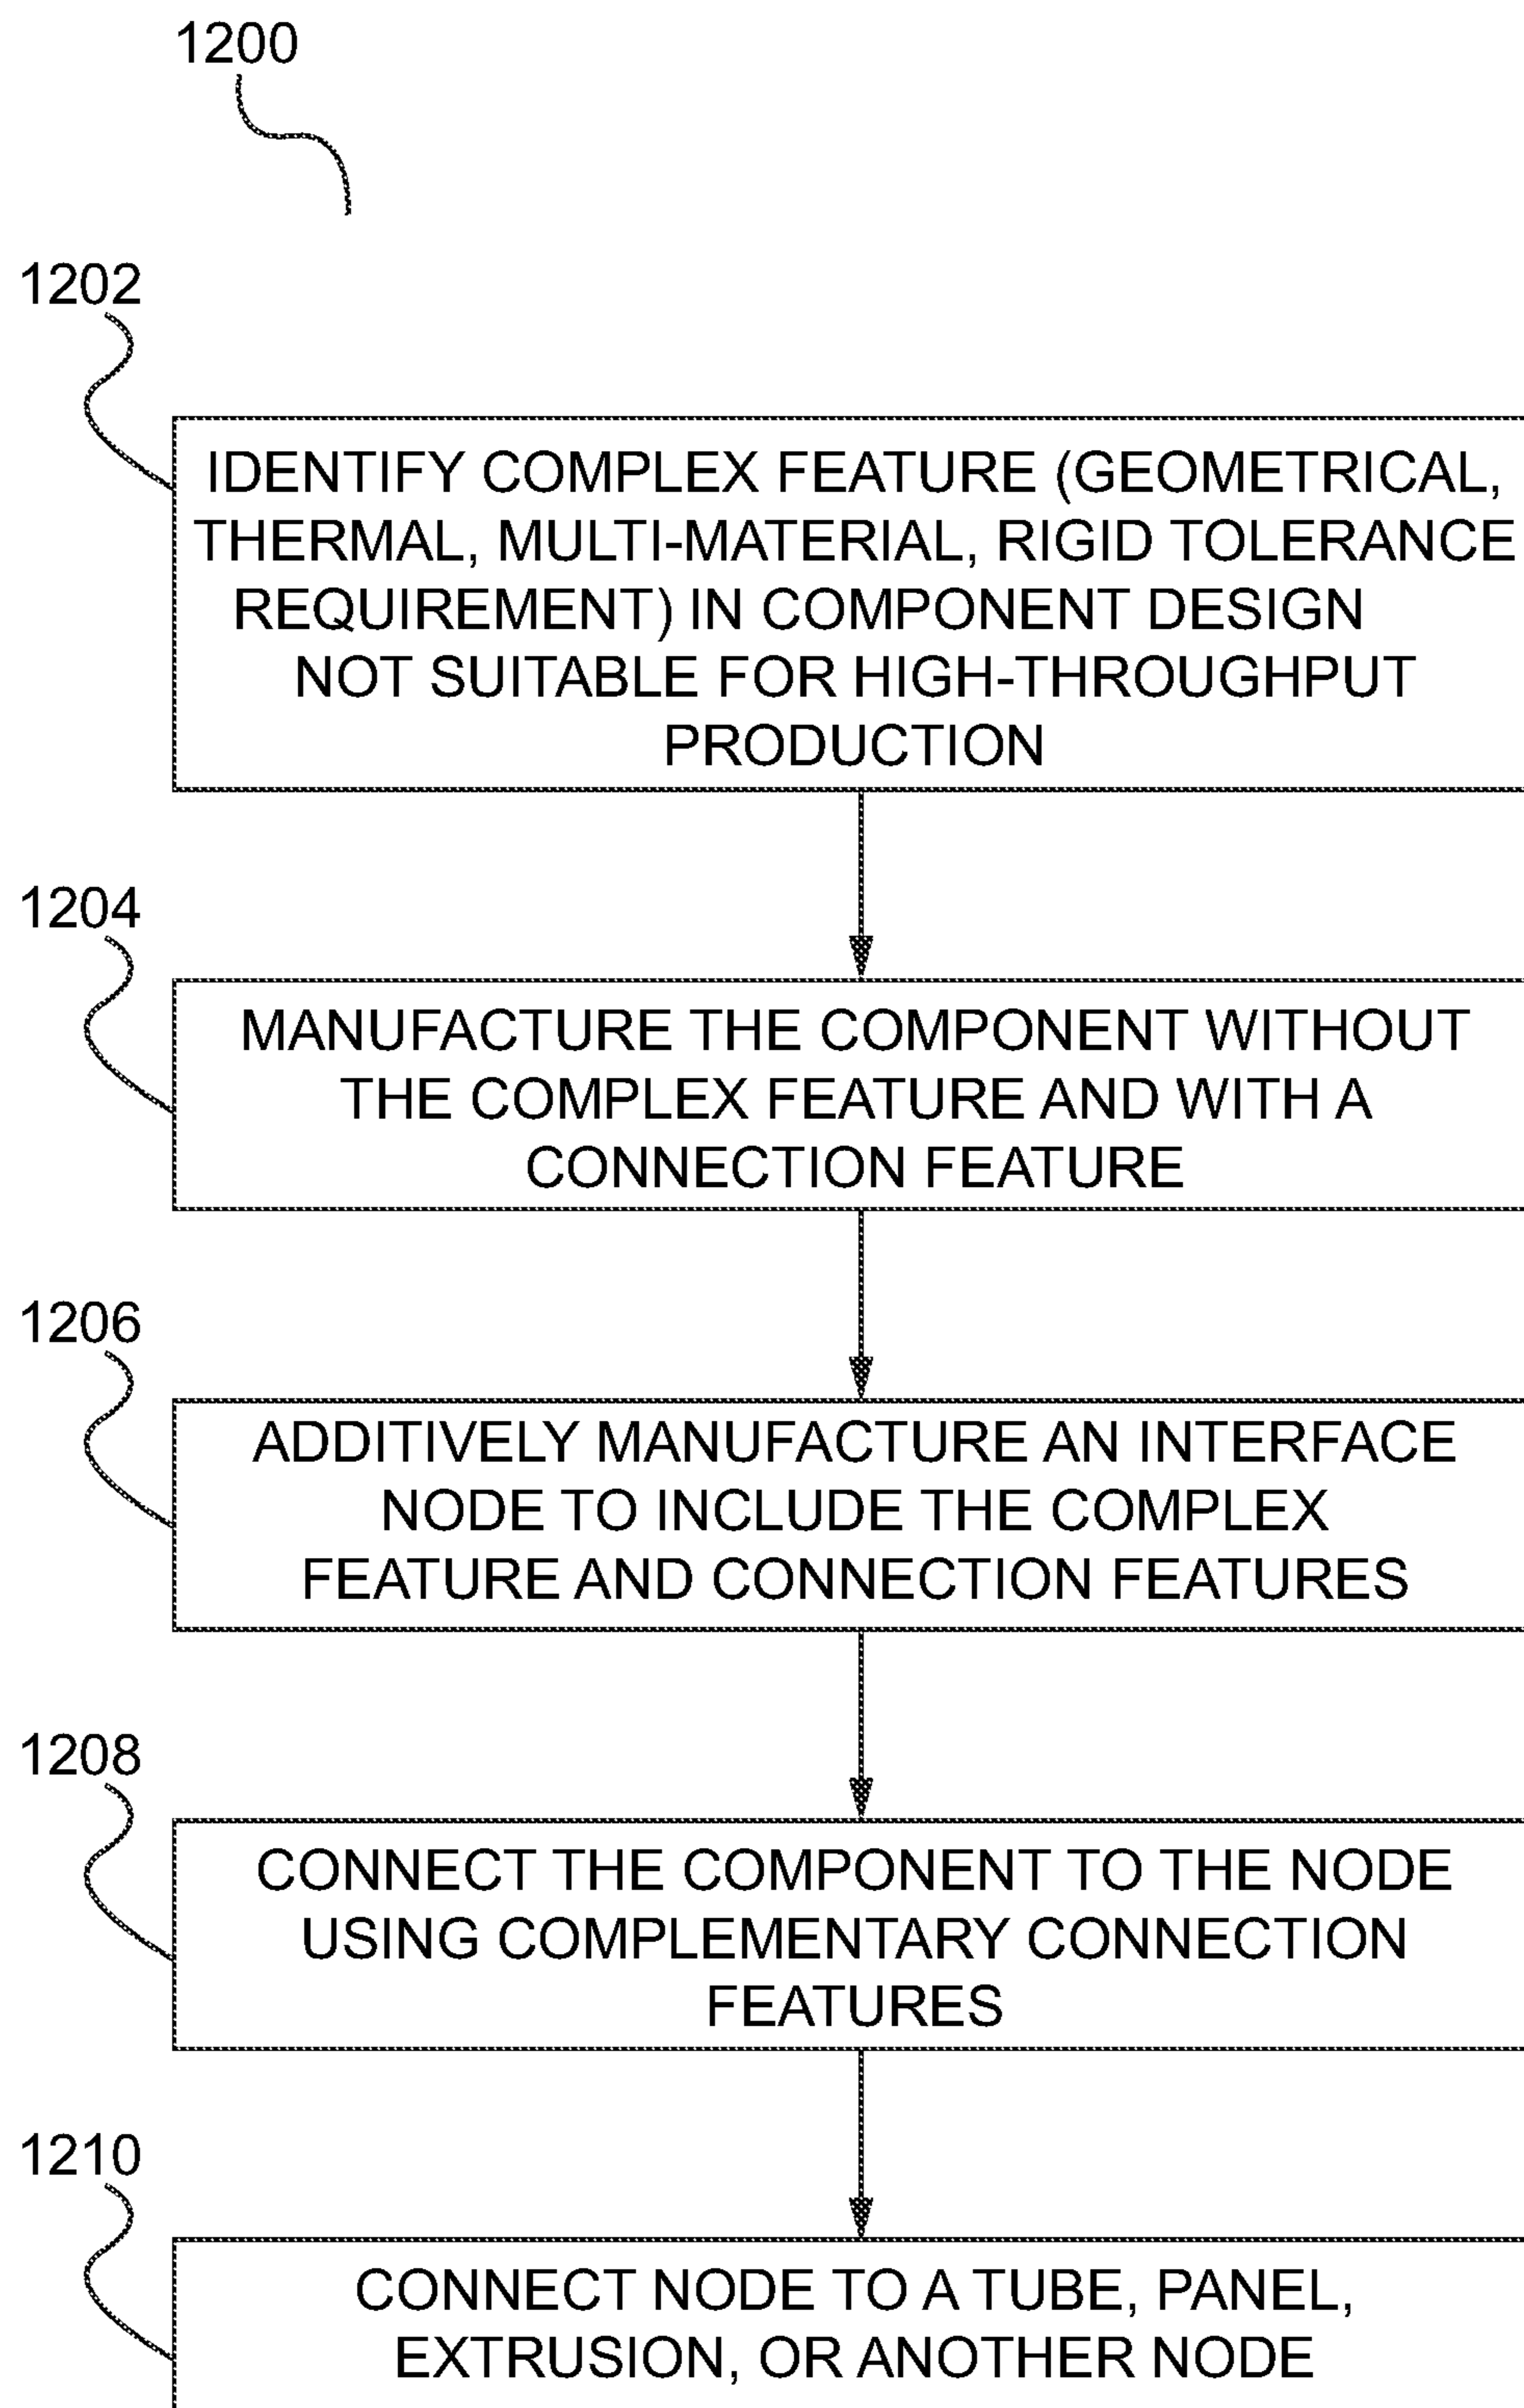 1200
1202
IDENTIFY COMPLEX FEATURE (GEOMETRICAL,
THERMAL, MULTI-MATERIAL, RIGID TOLERANCE
REQUIREMENT) IN COMPONENT DESIGN
NOT SUITABLE FOR HIGH-THROUGHPUT
PRODUCTION
1204
MANUFACTURE THE COMPONENT WITHOUT
THE COMPLEX FEATURE AND WITH A
CONNECTION FEATURE
1206
ADDITIVELY MANUFACTURE AN INTERFACE
NODE TO INCLUDE THE COMPLEX
FEATURE AND CONNECTION FEATURES
1208
CONNECT THE COMPONENT TO THE NODE
USING COMPLEMENTARY CONNECTION
FEATURES
1210
CONNECT NODE TO A TUBE, PANEL,
EXTRUSION, OR ANOTHER NODE